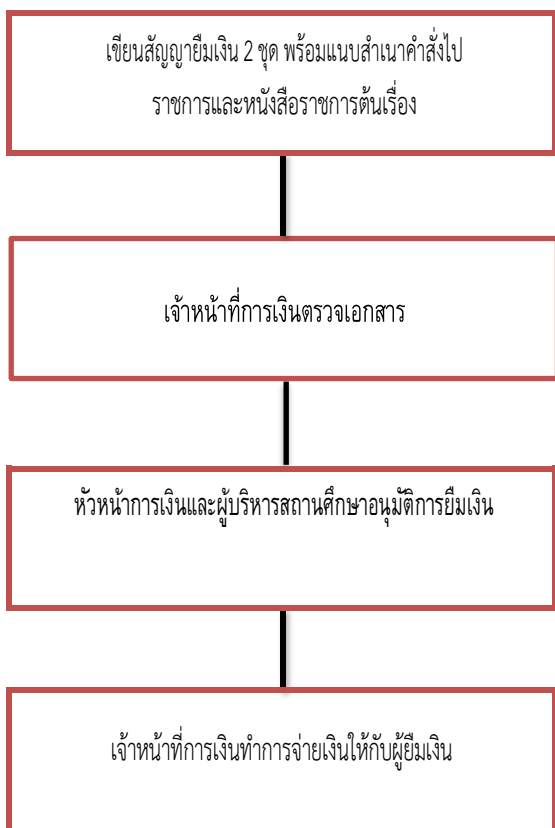 เขียนสัญญายืมเงิน 2 ชุด พร้อมแนบสำเนาคำสั่งไป
ราชการและหนังสือราชการต้นเรื่อง
เจ้าหน้าที่การเงินตรวจเอกสาร
หัวหน้าการเงินและผู้บริหารสถานศึกษาอนุมัติการยืมเงิน
เจ้าหน้าที่การเงินทำการจ่ายเงินให้กับผู้ยืมเงิน